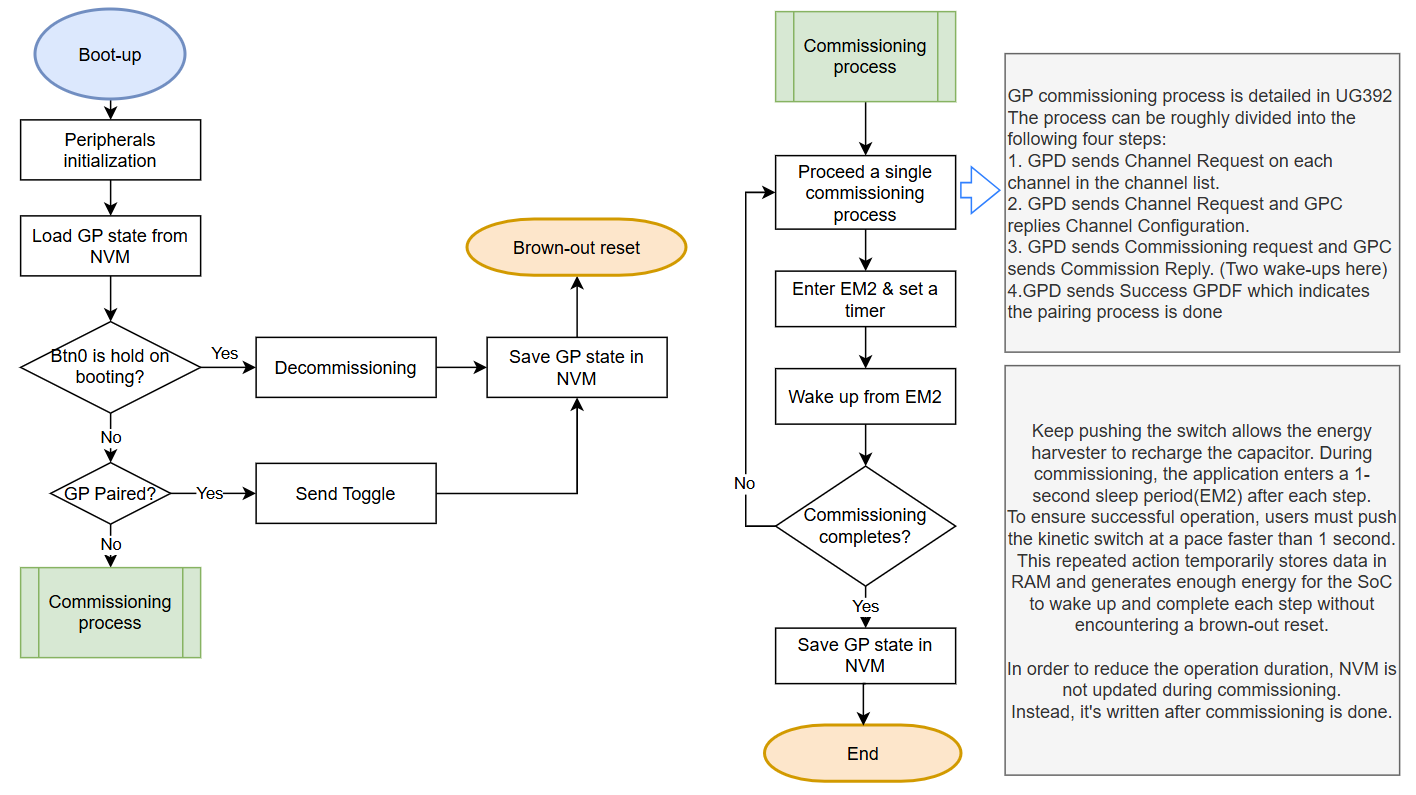 Boot-up
Peripherals
initialization
Load GP state from
NVM
Btn0 is hold on
booting?
Yes
Decommissioning
Save GP state in
NVM
Brown-out reset
No
GP Paired?
Yes
Send Toggle
No
Commissioning
process
Commissioning
process
Proceed a single
commissioning
process
Enter EM2 & set a
timer
Wake up from EM2
Commissioning
completes?
No
Yes
Save GP state in
NVM
End
GP commissioning process is detailed in UG392
The process can be roughly divided into the
following four steps:
1. GPD sends Channel Request on each
channel in the channel list.
2. GPD sends Channel Request and GPC
replies Channel Configuration.
3. GPD sends Commissioning request and GPC
sends Commission Reply. (Two wake-ups here)
4.GPD sends Success GPDF which indicates
the pairing process is done
Keep pushing the switch allows the energy
harvester to recharge the capacitor. During
commissioning, the application enters a 1-
second sleep period(EM2) after each step.
To ensure successful operation, users must push
the kinetic switch at a pace faster than 1 second.
This repeated action temporarily stores data in
RAM and generates enough energy for the SoC
to wake up and complete each step without
encountering a brown-out reset.
In order to reduce the operation duration, NVM is
not updated during commissioning.
Instead, it's written after commissioning is done.